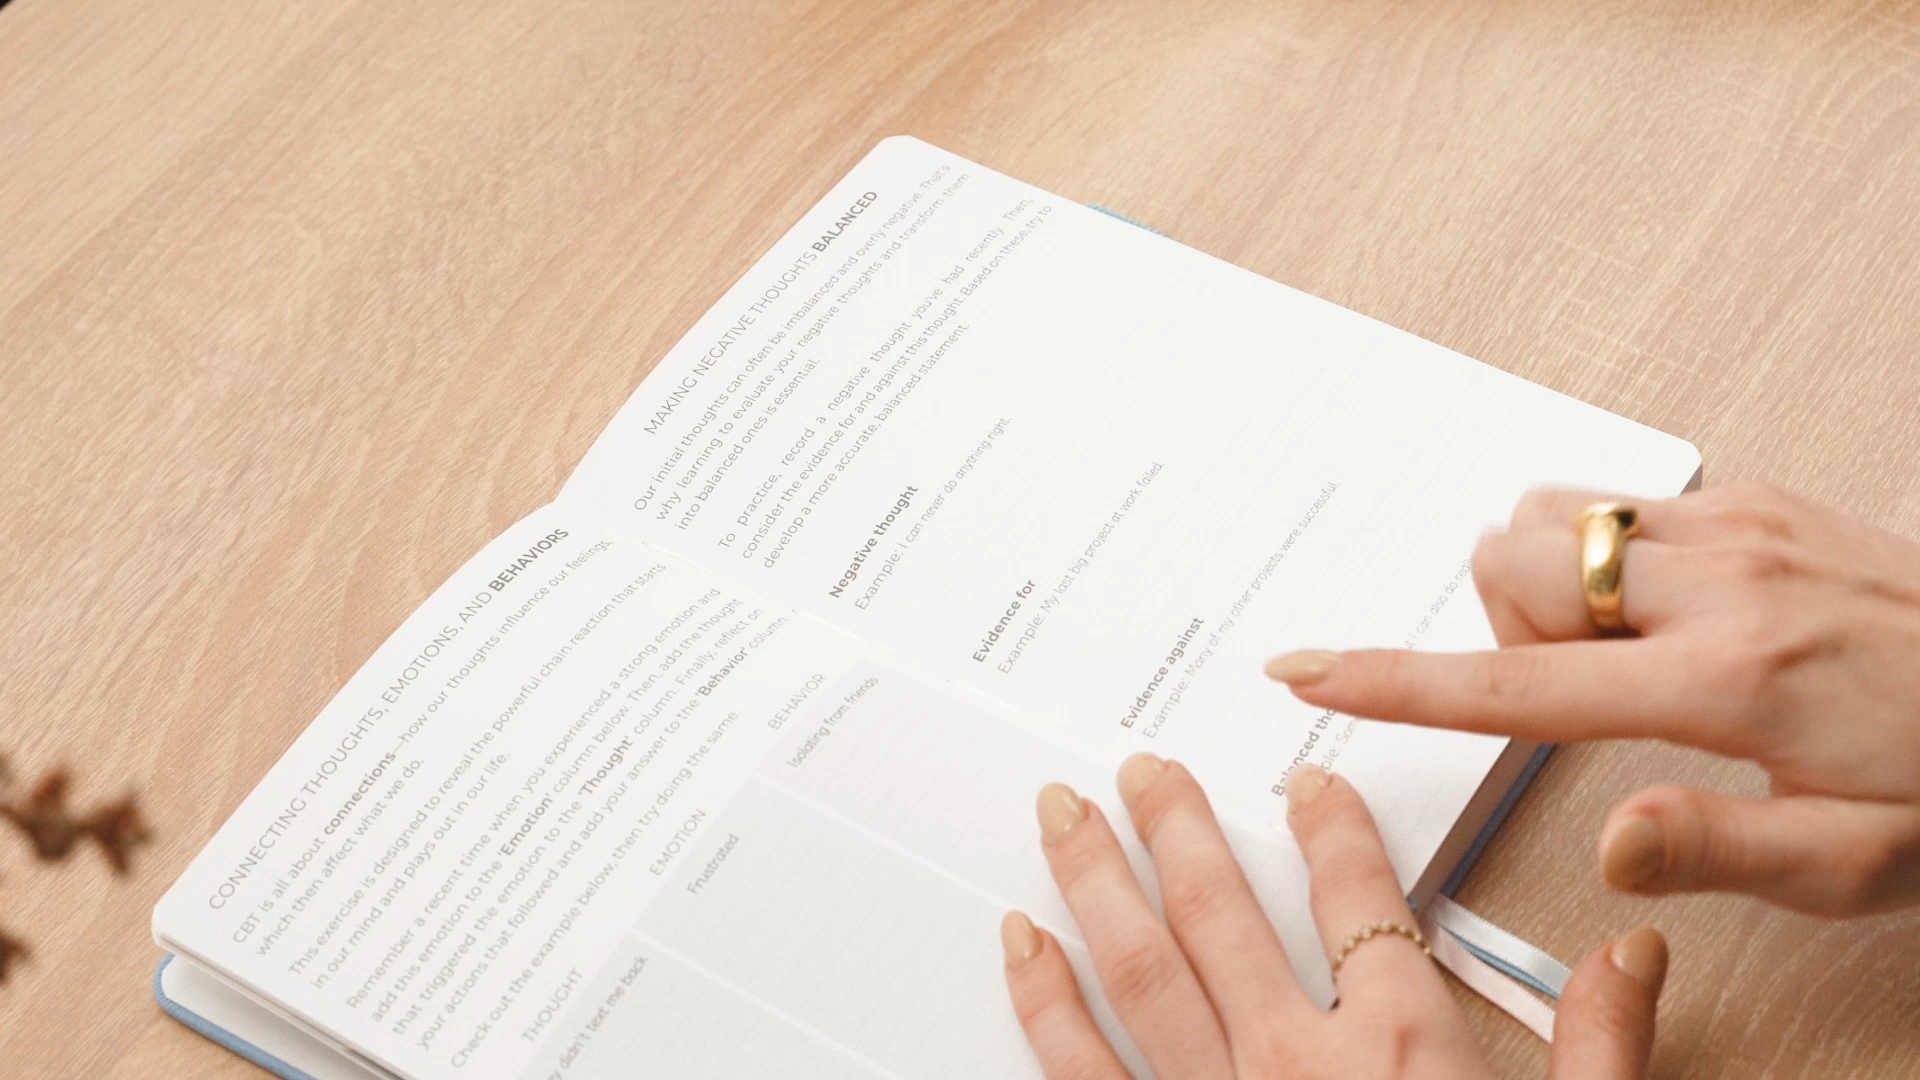 CONNECTING THOUGHTS, EMOTIONS, AND BEHAVIORS
CBT is all about connections—how our thoughts influence our feelings,
which then affect what we do.
This exercise is designed to reveal the powerful chain reaction that starts
in our mind and plays out in our life.
Remember a recent time when you experienced a strong emotion and
add this emotion to the 'Emotion' column below. Then, add the thought
that triggered the emotion to the 'Thought' column. Finally, reflect on
your actions that followed and add your answer to the 'Behavior' column.
Check out the example below, then try doing the same.
THOUGHT EMOTION BEHAVIOR
didn't text me back Frustrated Isolating from friends
MAKING NEGATIVE THOUGHTS BALANCED
Our initial thoughts can often be imbalanced and overly negative. That's
why learning to evaluate your negative thoughts and transform them
into balanced ones is essential.
To practice, record a negative thought you've had recently. Then,
consider the evidence for and against this thought. Based on these, try to
develop a more accurate, balanced statement.
Negative thought
Example: I can never do anything right.
Evidence for
Example: My last big project at work failed.
Evidence against
Example: Many of my other projects were successful.
Balanced
I can also do